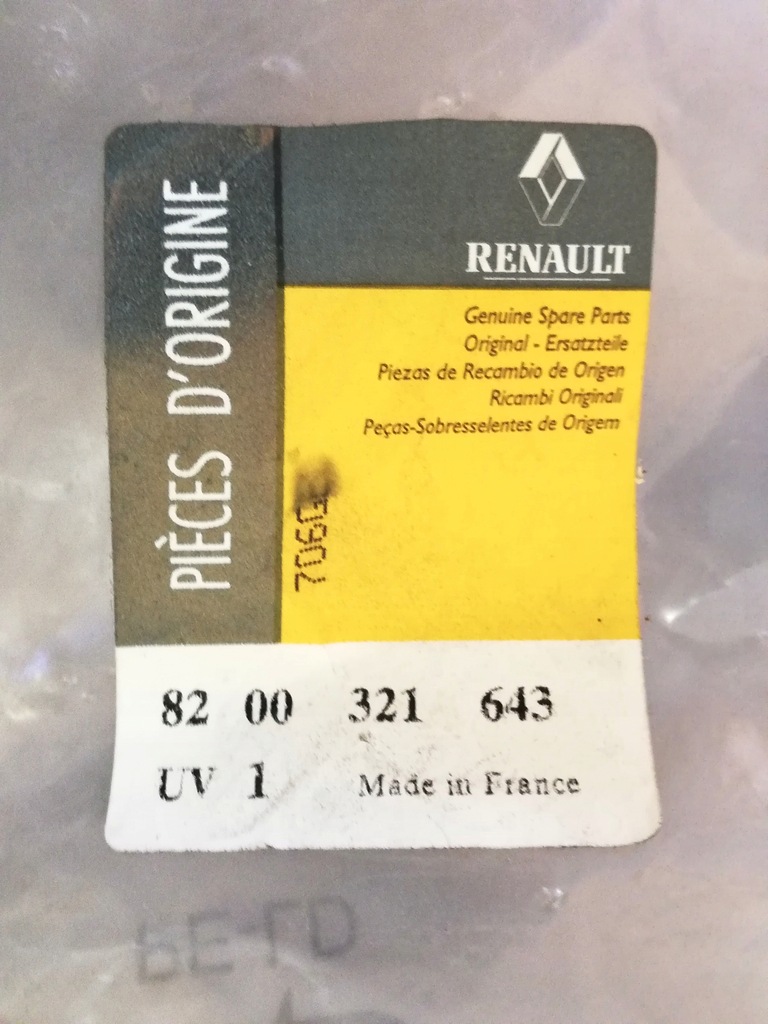 PIÈCES D'ORIGINE
RENAULT
Genuine Spare Parts
Original - Ersatzteile
Piezas de Recambio de Origen
Ricambi Originali
Peças-Sobresselentes de Origem
82 00 321 643
UV 1 Made in France